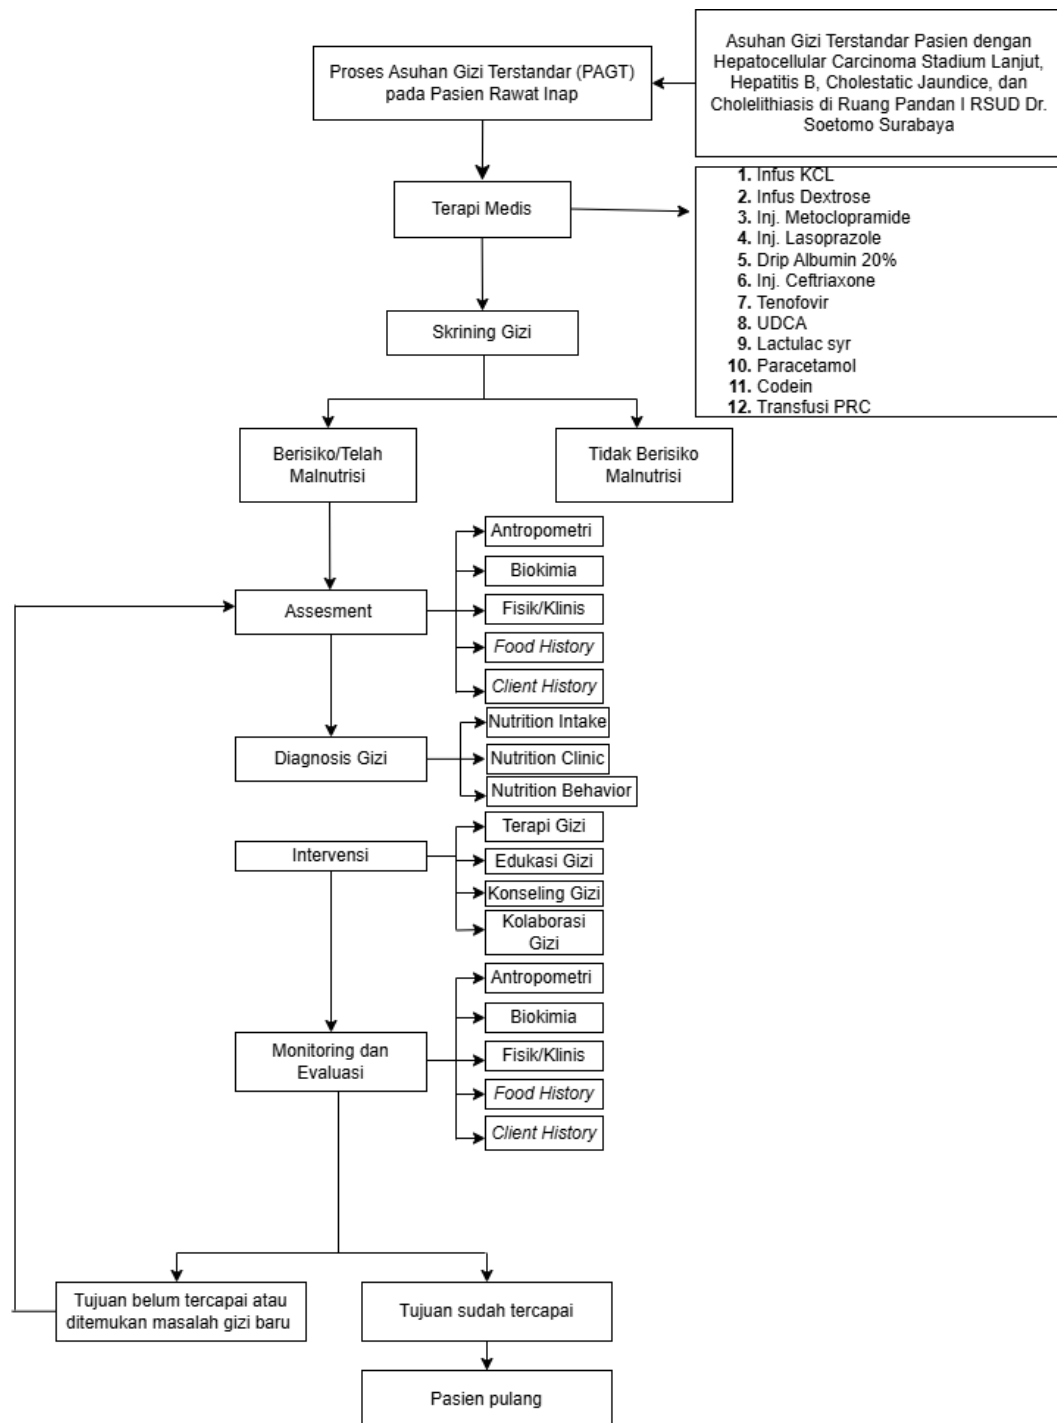 Proses Asuhan Gizi Terstandar (PAGT)
pada Pasien Rawat Inap
Asuhan Gizi Terstandar Pasien dengan
Hepatocellular Carcinoma Stadium Lanjut,
Hepatitis B, Cholestatic Jaundice, dan
Cholelithiasis di Ruang Pandan I RSUD Dr.
Soetomo Surabaya
Terapi Medis
1. Infus KCL
2. Infus Dextrose
3. Inj. Metoclopramide
4. Inj. Lasoprazole
5. Drip Albumin 20%
6. Inj. Ceftriaxone
7. Tenofovir
8. UDCA
9. Lactulac syr
10. Paracetamol
11. Codein
12. Transfusi PRC
Skrining Gizi
Berisiko/Telah
Malnutrisi
Tidak Berisiko
Malnutrisi
Assesment
Antropometri
Biokimia
Fisik/Klinis
Food History
Client History
Diagnosis Gizi
Nutrition Intake
Nutrition Clinic
Nutrition Behavior
Intervensi
Terapi Gizi
Edukasi Gizi
Konseling Gizi
Kolaborasi
Gizi
Monitoring dan
Evaluasi
Antropometri
Biokimia
Fisik/Klinis
Food History
Client History
Tujuan belum tercapai atau
ditemukan masalah gizi baru
Tujuan sudah tercapai
Pasien pulang